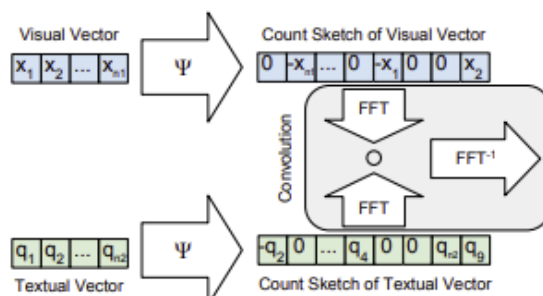 Visual Vector
Count Sketch of Visual Vector
x1 x2 ... xn1
Ψ
0 -xn1 ... 0 -x1 0 0 x2
Convolution
FFT
FFT-1
FFT
q1 q2 ... qn2
Ψ
-q2 0 ... q4 0 0 qn2 q9
Textual Vector
Count Sketch of Textual Vector